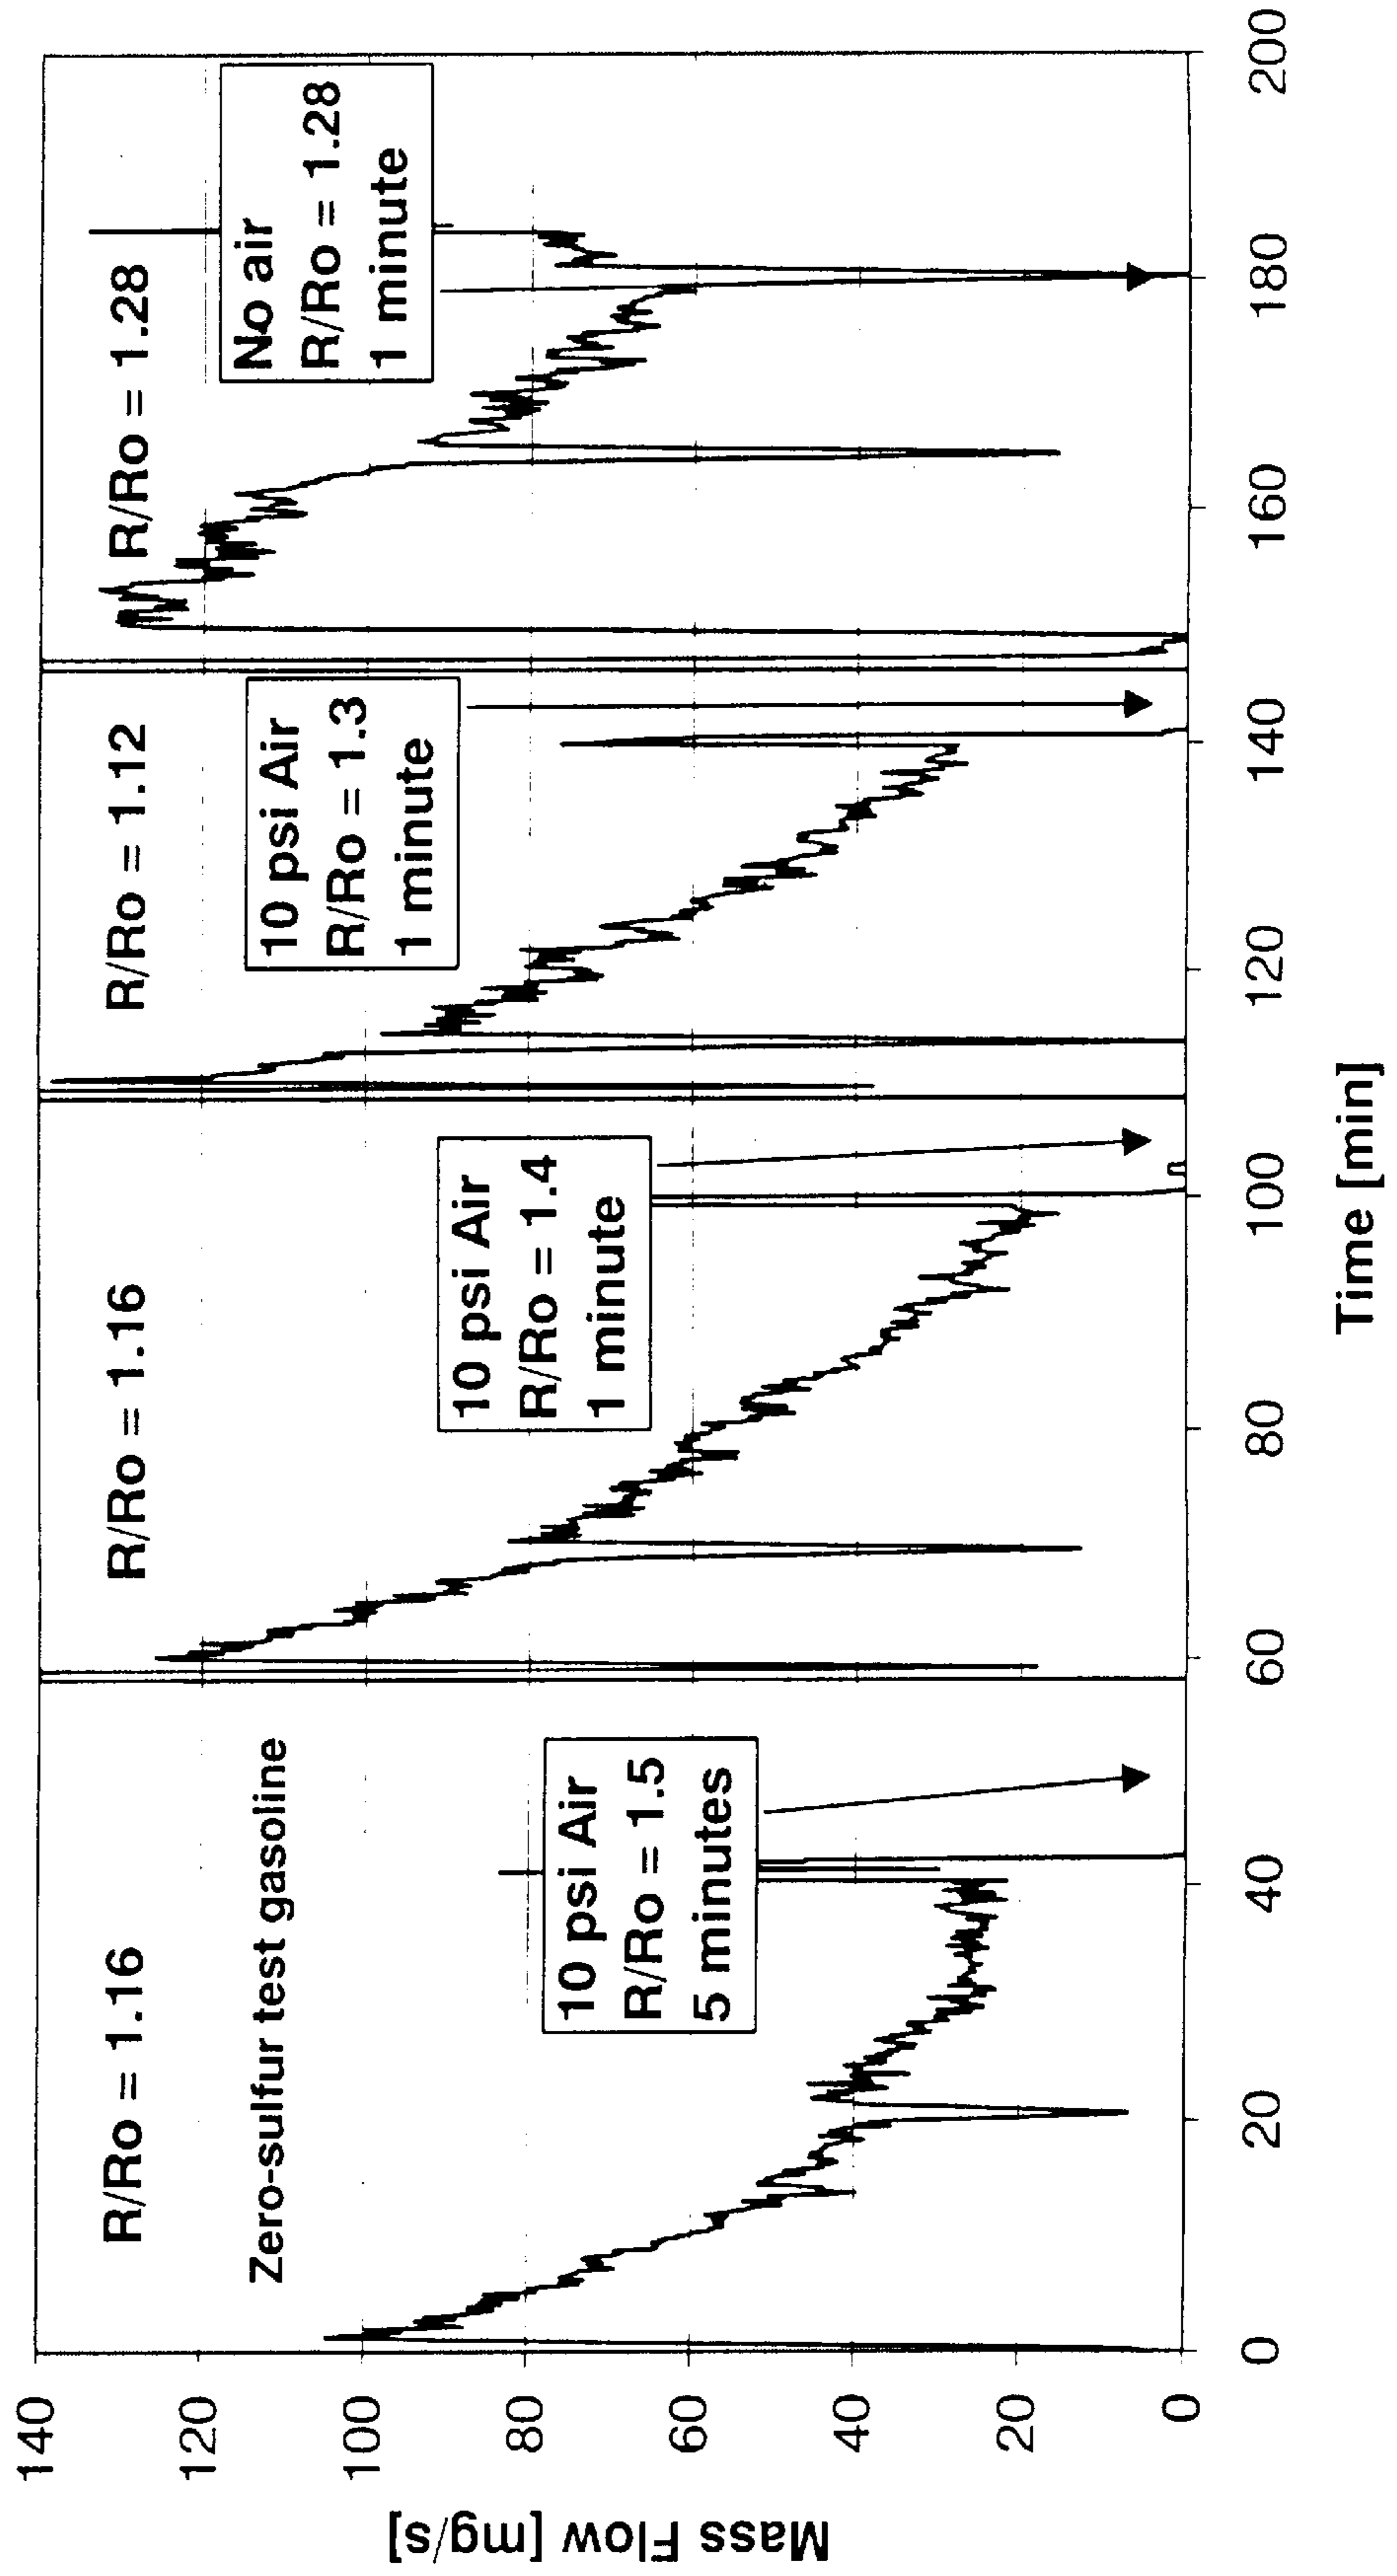 R/Ro = 1.16
R/Ro = 1.16
R/Ro = 1.12
R/Ro = 1.28
Zero-sulfur test gasoline
10 psi Air
R/Ro = 1.5
5 minutes
10 psi Air
R/Ro = 1.4
1 minute
10 psi Air
R/Ro = 1.3
1 minute
No air
R/Ro = 1.28
1 minute
Mass Flow [mg/s]
140
120
100
80
60
40
20
0
0
20
40
60
80
100
120
140
160
180
200
Time [min]